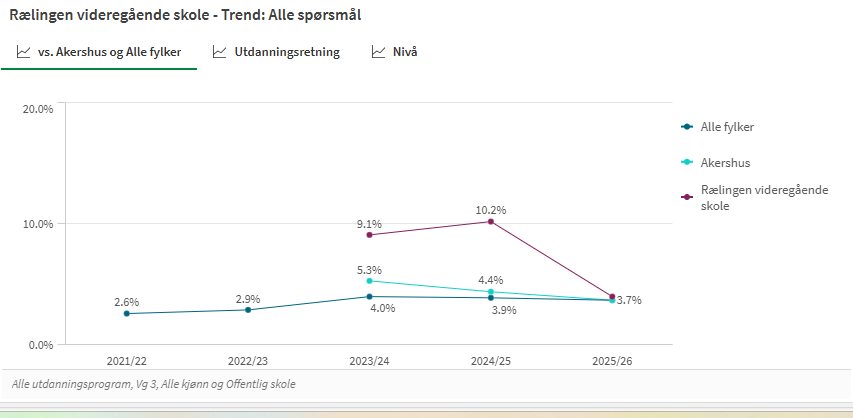 Rælingen videregående skole - Trend: Alle spørsmål
vs. Akershus og Alle fylker
Utdanningsretning
Nivå
20.0%
10.0%
0.0%
2.6%
2.9%
9.1%
5.3%
4.0%
10.2%
4.4%
3.9%
3.7%
2021/22
2022/23
2023/24
2024/25
2025/26
Alle fylker
Akershus
Rælingen videregående
skole
Alle utdanningsprogram, Vg 3, Alle kjønn og Offentlig skole